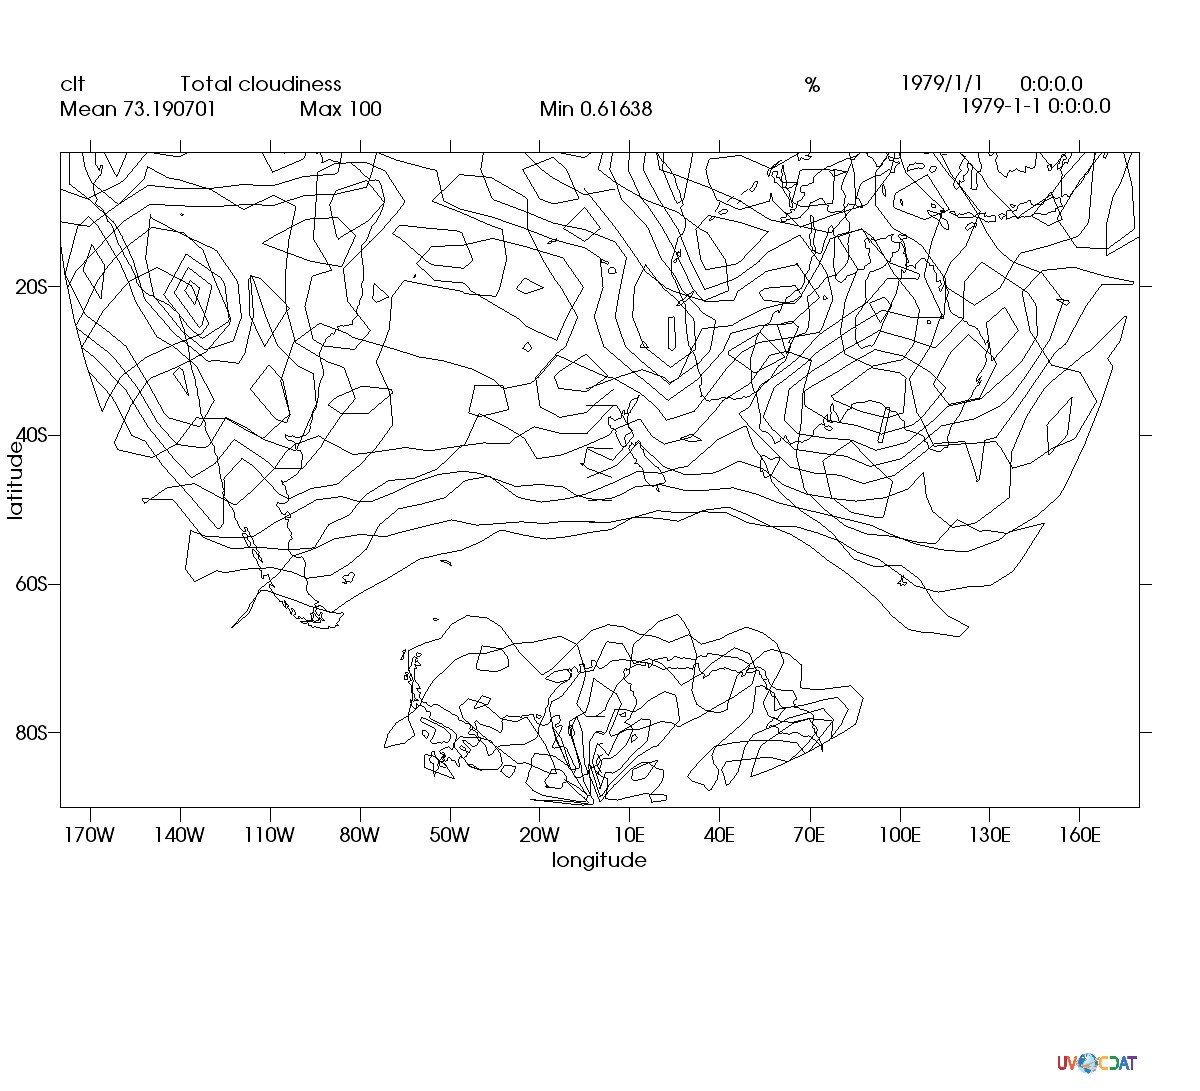 clt Total cloudiness % 1979/1/1 0:0:0.0
Mean 73.190701 Max 100 Min 0.61638 1979-1-1 0:0:0.0
20S
40S
60S
80S
latitude
170W 140W 110W 80W 50W 20W 10E 40E 70E 100E 130E 160E
longitude
UV CDAT